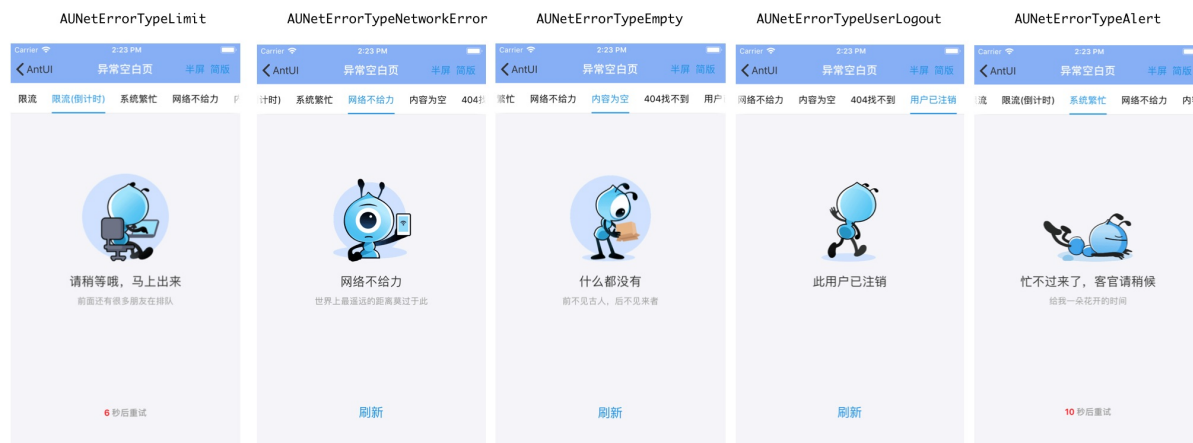 AUNetErrorTypeLimit
AUNetErrorTypeNetworkError
AUNetErrorTypeEmpty
AUNetErrorTypeUserLogout
AUNetErrorTypeAlert
Carrier 2:23 PM
AntUI 异常空白页 半屏 简版
限流 限流(倒计时) 系统繁忙 网络不给力
请稍等哦，马上出来
前面还有很多朋友在排队
6 秒后重试
Carrier 2:23 PM
AntUI 异常空白页 半屏 简版
计时) 系统繁忙 网络不给力 内容为空 404找
网络不给力
世界上最遥远的距离莫过于此
刷新
Carrier 2:23 PM
AntUI 异常空白页 半屏 简版
繁忙 网络不给力 内容为空 404找不到 用户
什么都没有
前不见古人，后不见来者
刷新
Carrier 2:23 PM
AntUI 异常空白页 半屏 简版
网络不给力 内容为空 404找不到 用户已注销
此用户已注销
刷新
Carrier 2:23 PM
AntUI 异常空白页 半屏 简版
流 限流(倒计时) 系统繁忙 网络不给力 内
忙不过来了，客官请稍候
给我一朵花开的时间
10 秒后重试